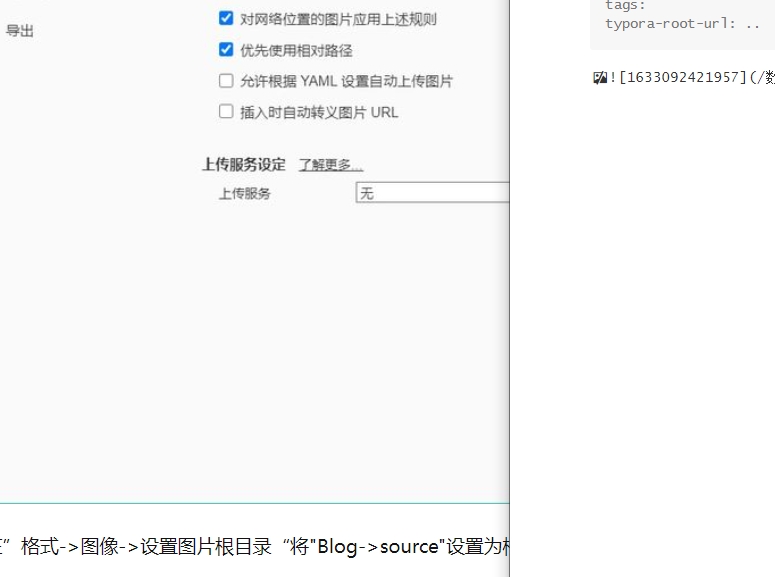 导出
对网络位置的图片应用上述规则
优先使用相对路径
允许根据 YAML 设置自动上传图片
插入时自动转义图片 URL
上传服务设定 了解更多...
上传服务 无
”格式->图像->设置图片根目录“将"Blog->source"设置为
tags:
typora-root-url: ..
![1633092421957](/数